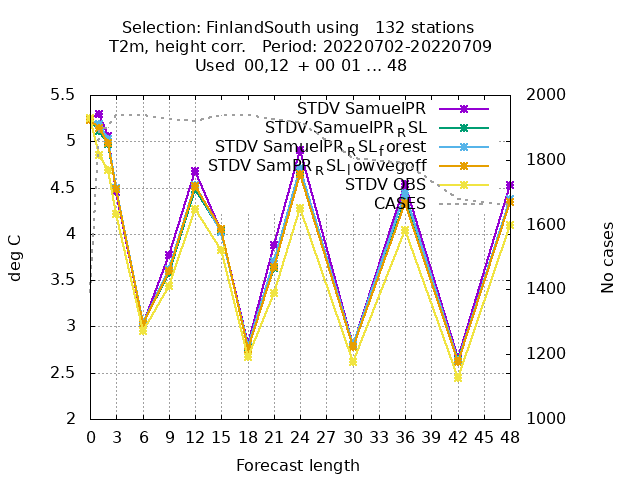 Selection: FinlandSouth using   132 stations
T2m, height corr.   Period: 20220702-20220709
Used  00,12  + 00 01 ... 48
STDV SamuelPR
STDV SamuelPR_RSL
STDV SamuelPR_RSL_forest
STDV SamPR_RSL_lowvegoff
STDV OBS
CASES
5.5
5
4.5
4
3.5
3
2.5
2
2000
1800
1600
1400
1200
1000
deg C
No cases
0 3 6 9 12 15 18 21 24 27 30 33 36 39 42 45 48
Forecast length